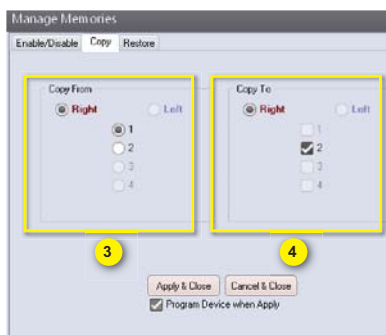 Manage Memories
Enable/Disable Copy Restore
Copy From
Right Left
1
2
3
4
Copy To
Right Left
1
2
3
4
3
4
Apply & Close Cancel & Close
Program Device when Apply